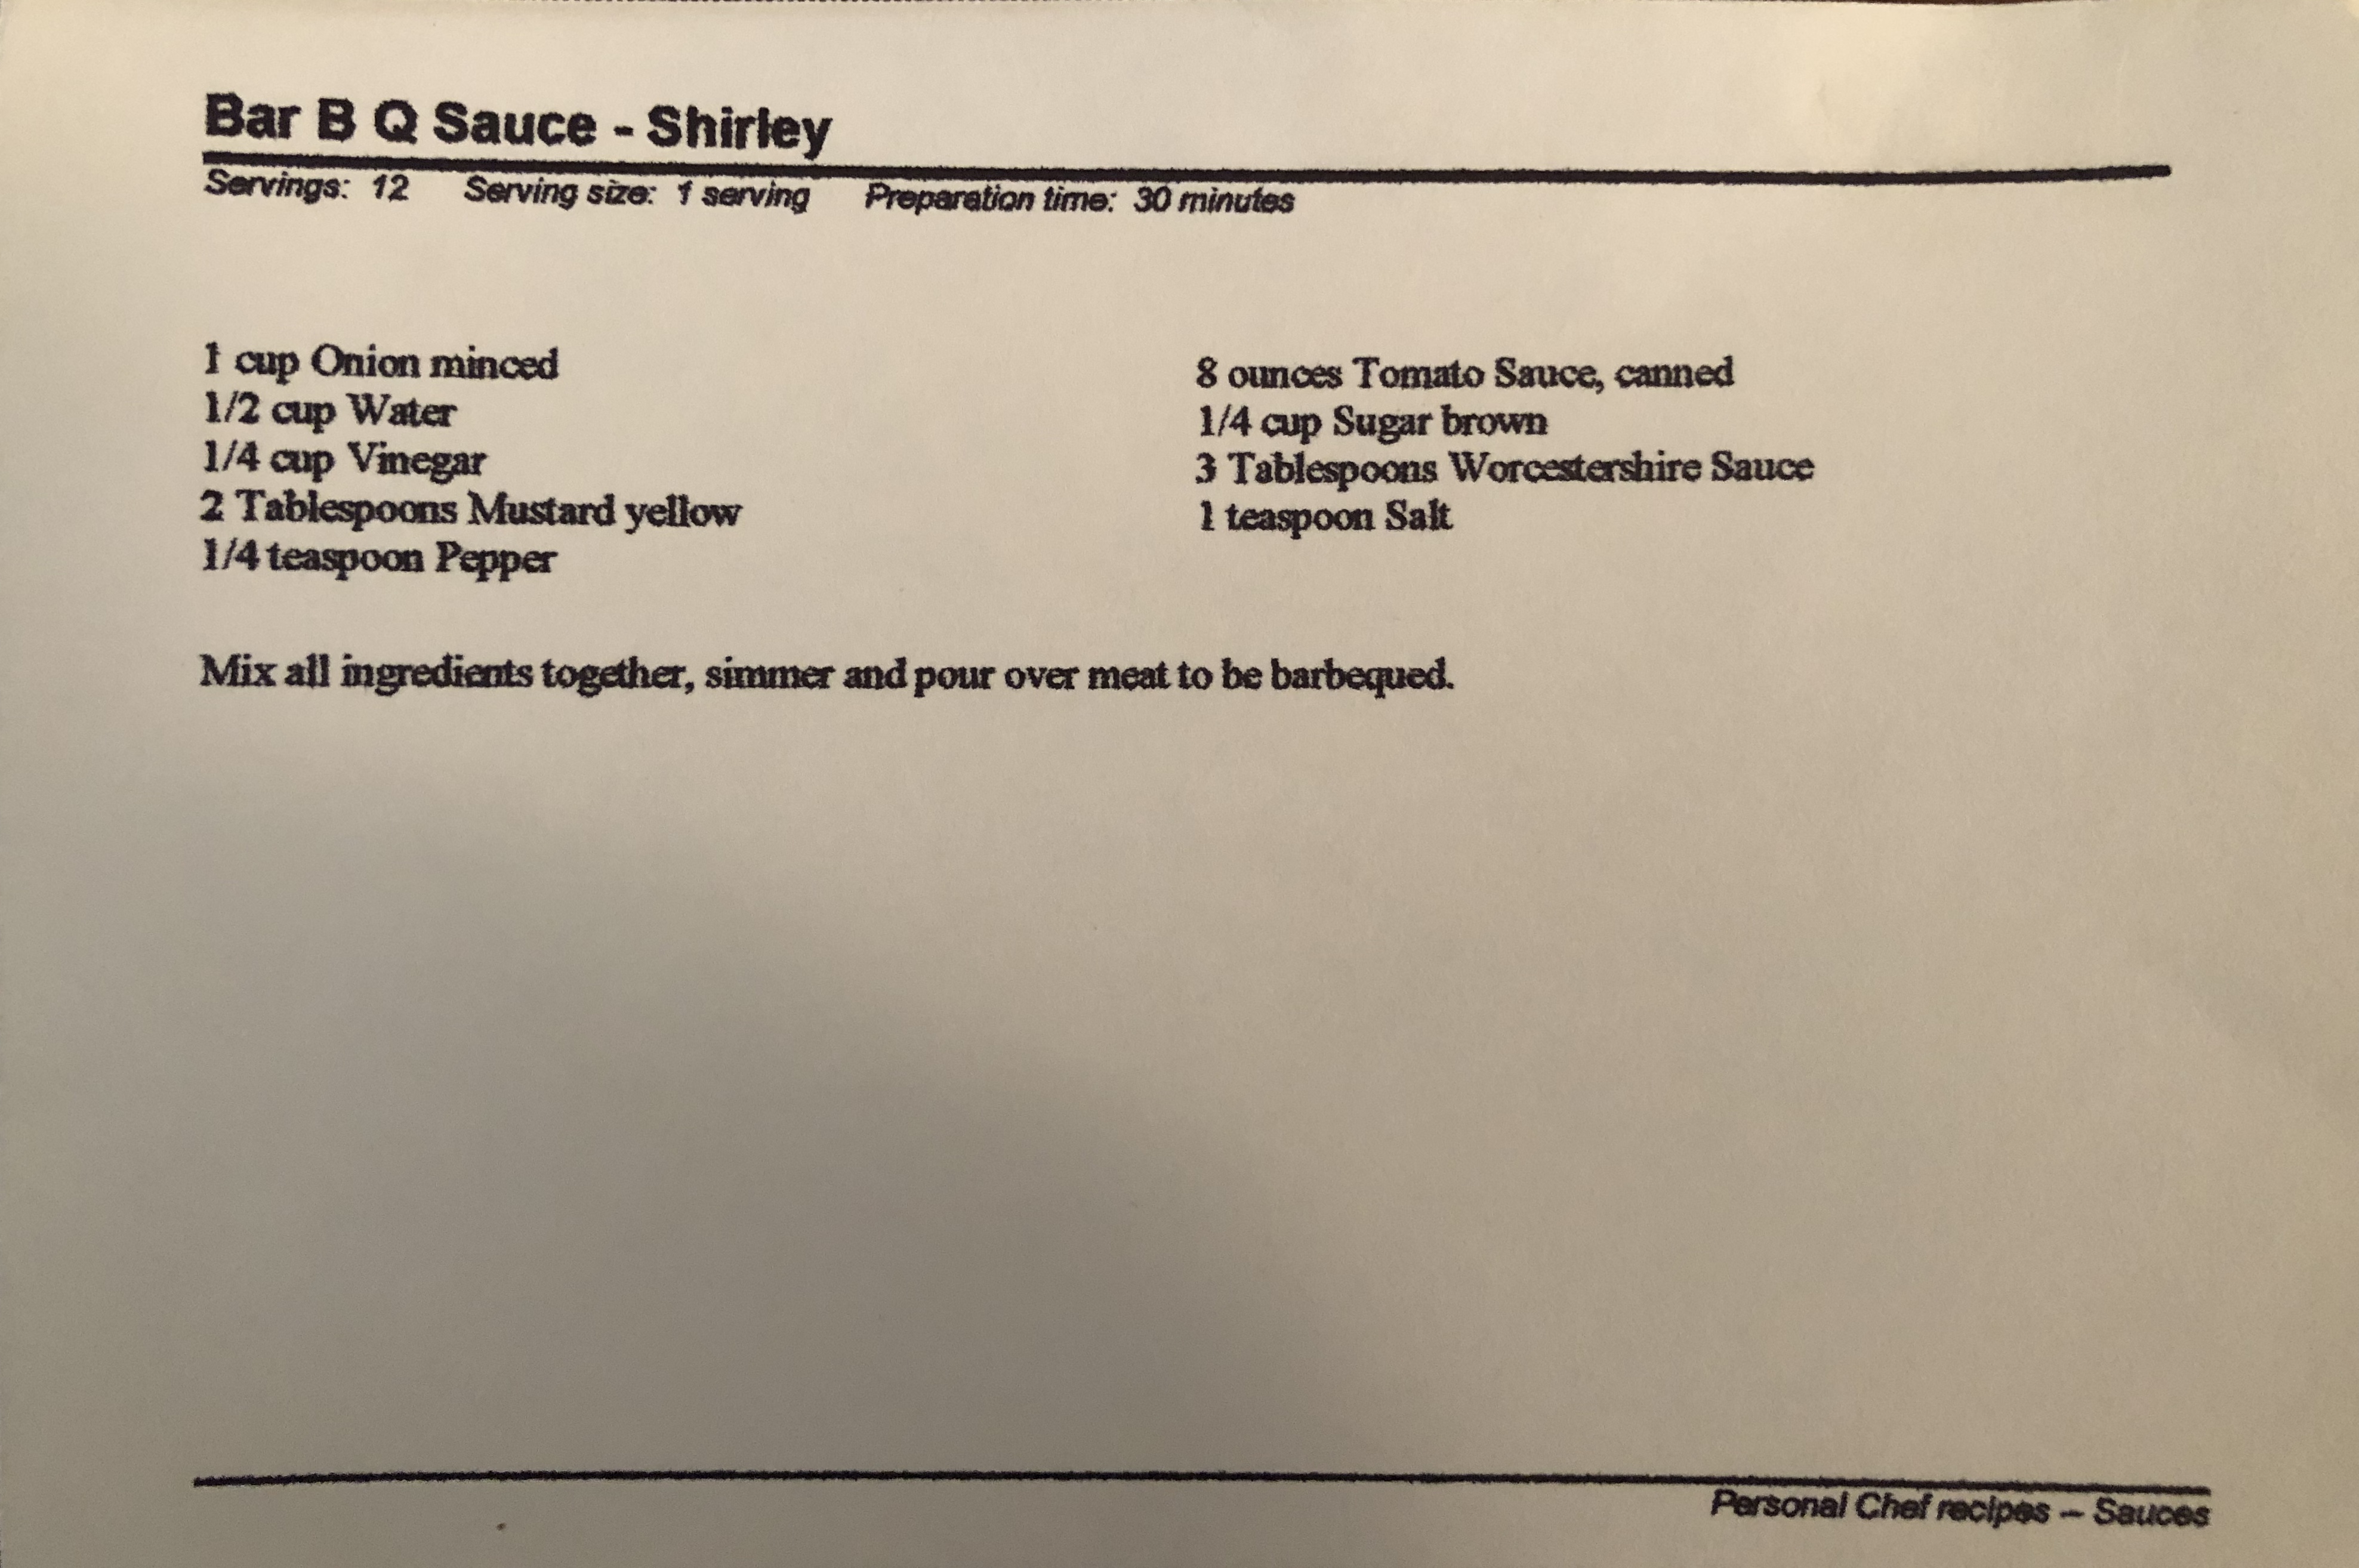 Bar B Q Sauce - Shirley
Servings: 12 Serving size: 1 serving Preparation time: 30 minutes
1 cup Onion minced
1/2 cup Water
1/4 cup Vinegar
2 Tablespoons Mustard yellow
1/4 teaspoon Pepper
8 ounces Tomato Sauce, canned
1/4 cup Sugar brown
3 Tablespoons Worcestershire Sauce
1 teaspoon Salt
Mix all ingredients together, simmer and pour over meat to be barbequed.
Personal Chef recipes -- Sauces